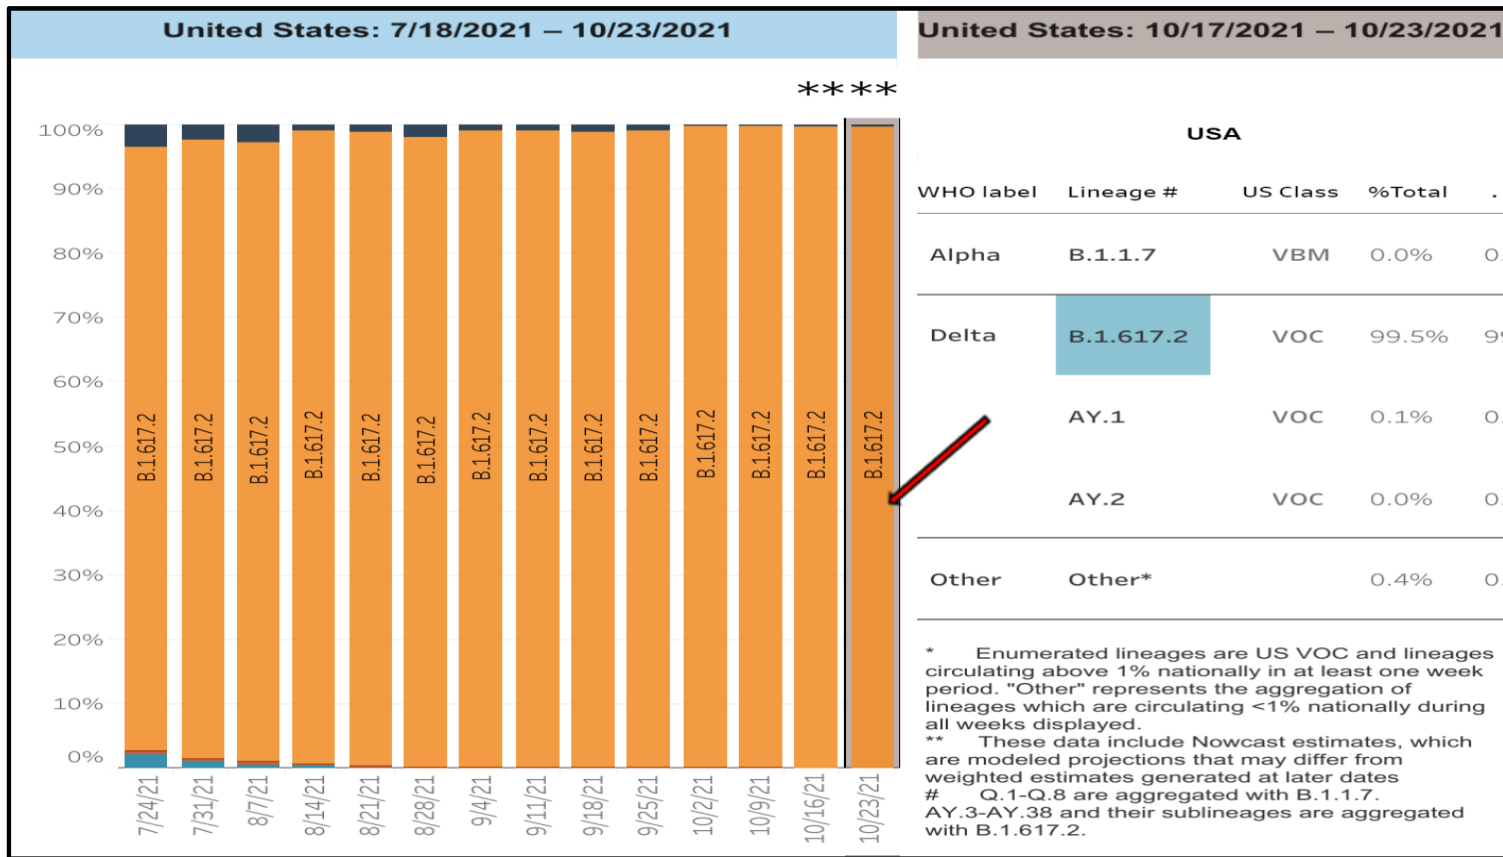 United States: 7/18/2021 – 10/23/2021
United States: 10/17/2021 – 10/23/2021
** **
100%
90%
80%
70%
60%
50%
40%
30%
20%
10%
0%
B.1.617.2
B.1.617.2
B.1.617.2
B.1.617.2
B.1.617.2
B.1.617.2
B.1.617.2
B.1.617.2
B.1.617.2
B.1.617.2
B.1.617.2
B.1.617.2
B.1.617.2
B.1.617.2
7/24/21
7/31/21
8/7/21
8/14/21
8/21/21
8/28/21
9/4/21
9/11/21
9/18/21
9/25/21
10/2/21
10/9/21
10/16/21
10/23/21
USA
WHO label Lineage # US Class %Total .
Alpha B.1.1.7 VBM 0.0% 0.
Delta B.1.617.2 VOC 99.5%
AY.1 VOC 0.1% 0.
AY.2 VOC 0.0% 0.
Other Other* 0.4% 0.
* Enumerated lineages are US VOC and lineages
circulating above 1% nationally in at least one week
period. "Other" represents the aggregation of
lineages which are circulating <1% nationally during
all weeks displayed.
** These data include Nowcast estimates, which
are modeled projections that may differ from
weighted estimates generated at later dates
# Q.1-Q.8 are aggregated with B.1.1.7.
AY.3-AY.38 and their sublineages are aggregated
with B.1.617.2.